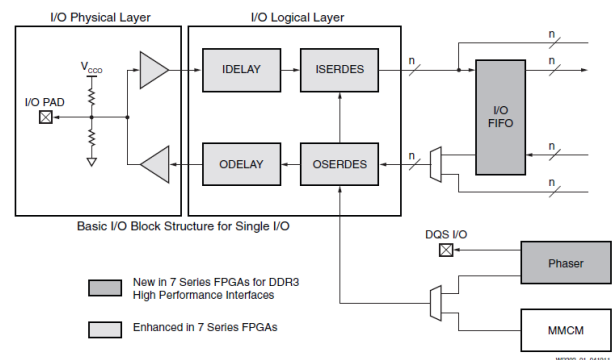 I/O Physical Layer
I/O Logical Layer
VCCO
I/O PAD
IDELAY
ISERDES
n
n
n
I/O
FIFO
ODELAY
OSERDES
n
n
n
Basic I/O Block Structure for Single I/O
DQS I/O
Phaser
New in 7 Series FPGAs for DDR3
High Performance Interfaces
Enhanced in 7 Series FPGAs
MMCM